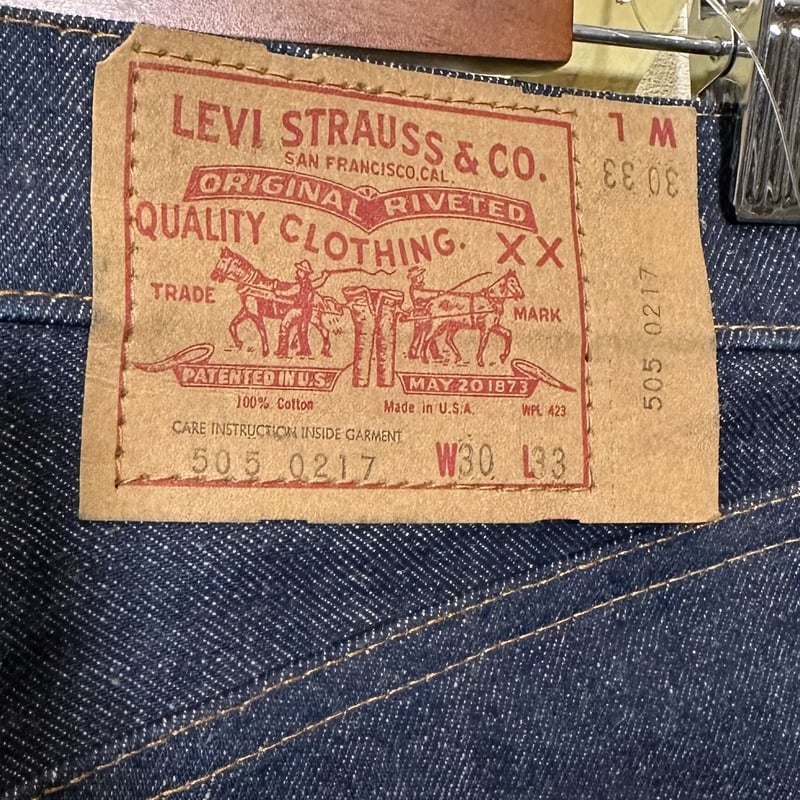 LEVI STRAUSS & CO.
SAN FRANCISCO, CAL.
ORIGINAL RIVETED
QUALITY CLOTHING. XX
TRADE MARK
PATENTED IN U.S. MAY 20 1873
100% Cotton Made in U.S.A. WPL 423
CARE INSTRUCTION INSIDE GARMENT
505 0217 W30 L33
W L
30 33
505 0217